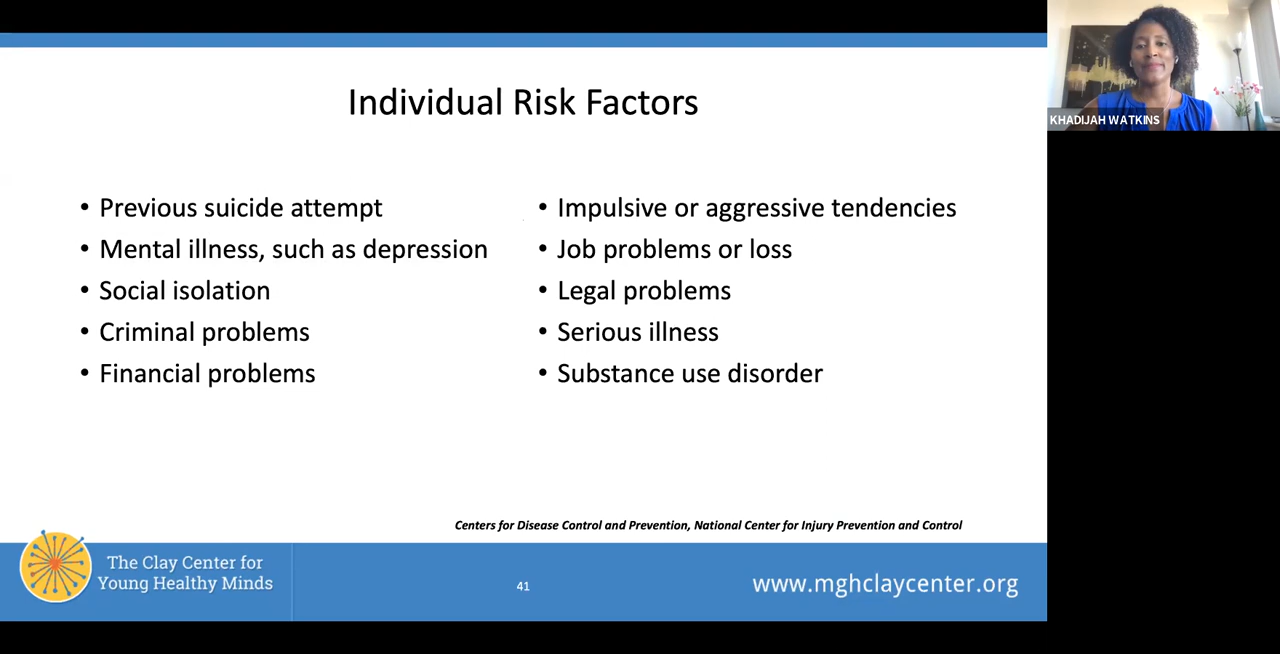 Individual Risk Factors
• Previous suicide attempt
• Mental illness, such as depression
• Social isolation
• Criminal problems
• Financial problems
• Impulsive or aggressive tendencies
• Job problems or loss
• Legal problems
• Serious illness
• Substance use disorder
Centers for Disease Control and Prevention, National Center for Injury Prevention and Control
The Clay Center for
Young Healthy Minds
41
www.mghclaycenter.org
KHADIJAH WATKINS